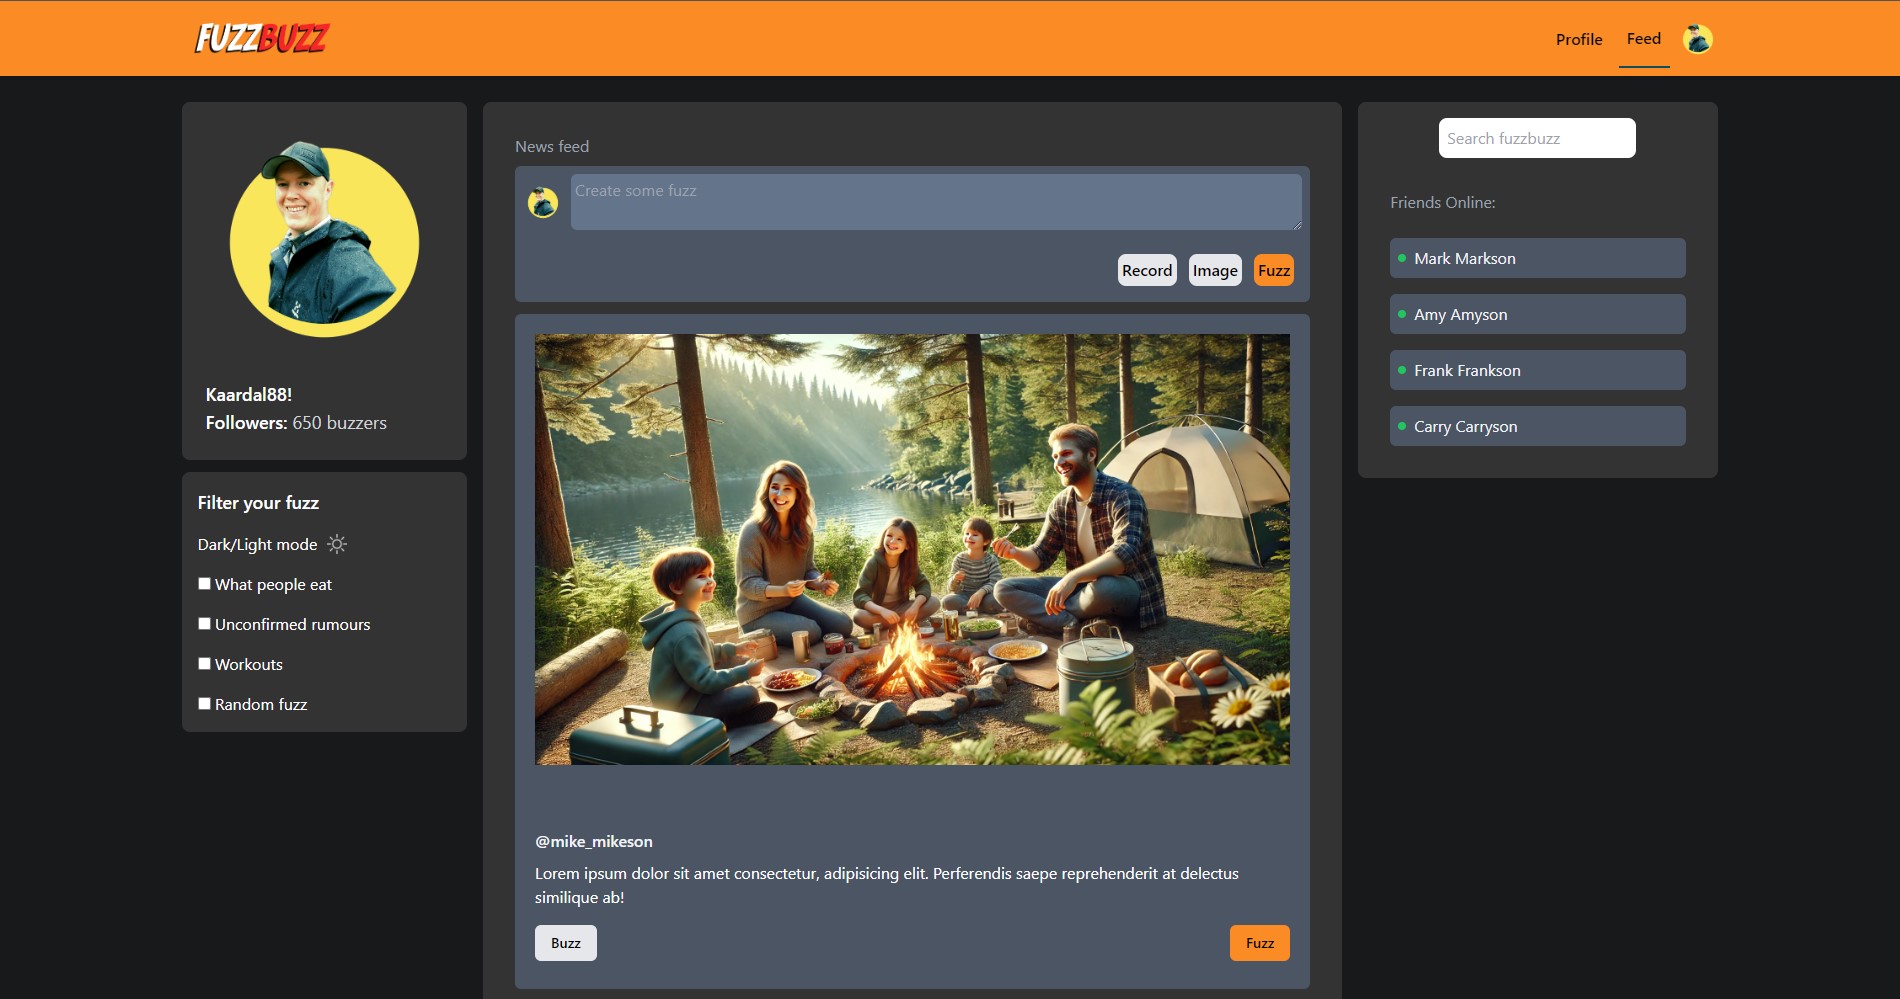 FUZZBUZZ
Profile
Feed
Kaardal88!
Followers: 650 buzzers
Filter your fuzz
Dark/Light mode
What people eat
Unconfirmed rumours
Workouts
Random fuzz
News feed
Create some fuzz
Record
Image
Fuzz
@mike_mikeson
Lorem ipsum dolor sit amet consectetur, adipisicing elit. Perferendis saepe reprehenderit at delectus
similique ab!
Buzz
Fuzz
Search fuzzbuzz
Friends Online:
Mark Markson
Amy Amyson
Frank Frankson
Carry Carryson